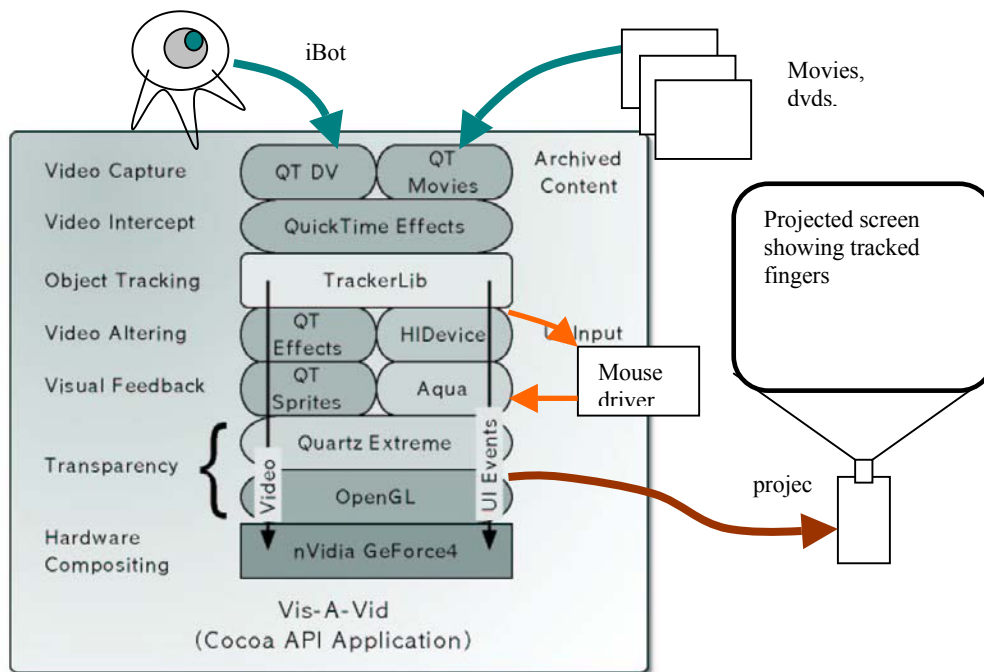 iBot
Movies,
dvds.
Video Capture
QT DV
QT
Movies
Archived
Content
Video Intercept
QuickTime Effects
Projected screen
showing tracked
fingers
Object Tracking
TrackerLib
Video Altering
QT
Effects
HIDevice
Input
Visual Feedback
QT
Sprites
Aqua
Mouse
driver
Transparency
Quartz Extreme
OpenGL
Video
UI Events
projec
Hardware
Compositing
nVidia GeForce4
Vis-A-Vid
(Cocoa API Application)